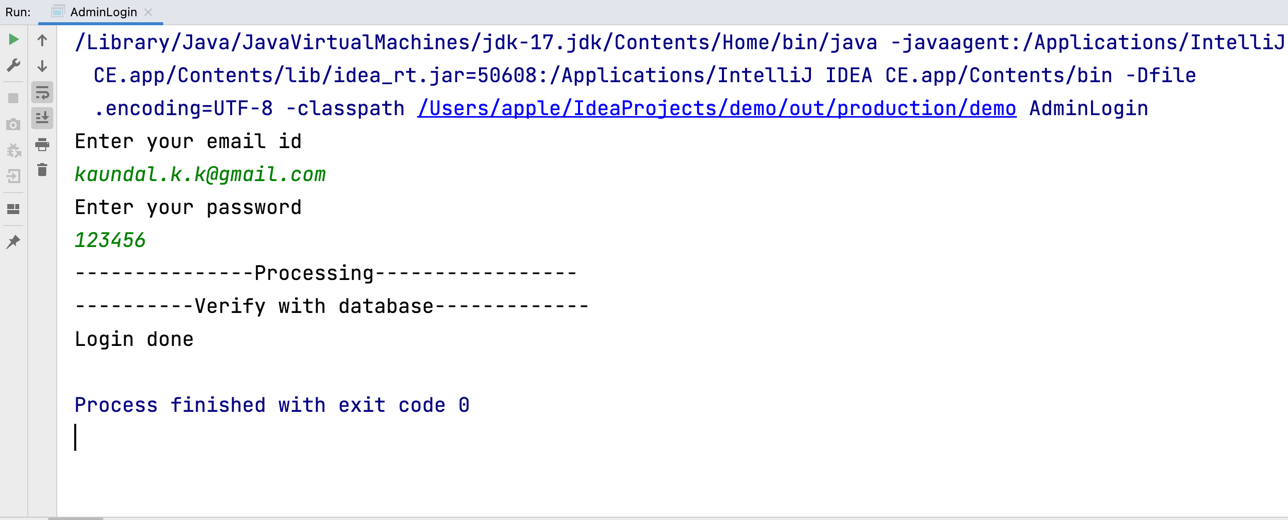 Run: AdminLogin
/Library/Java/JavaVirtualMachines/jdk-17.jdk/Contents/Home/bin/java -javaagent:/Applications/IntelliJ
CE.app/Contents/lib/idea_rt.jar=50608:/Applications/IntelliJ IDEA CE.app/Contents/bin -Dfile
.encoding=UTF-8 -classpath /Users/apple/IdeaProjects/demo/out/production/demo AdminLogin
Enter your email id
kaundal.k.k@gmail.com
Enter your password
123456
---------------Processing-----------------
----------Verify with database-------------
Login done
Process finished with exit code 0